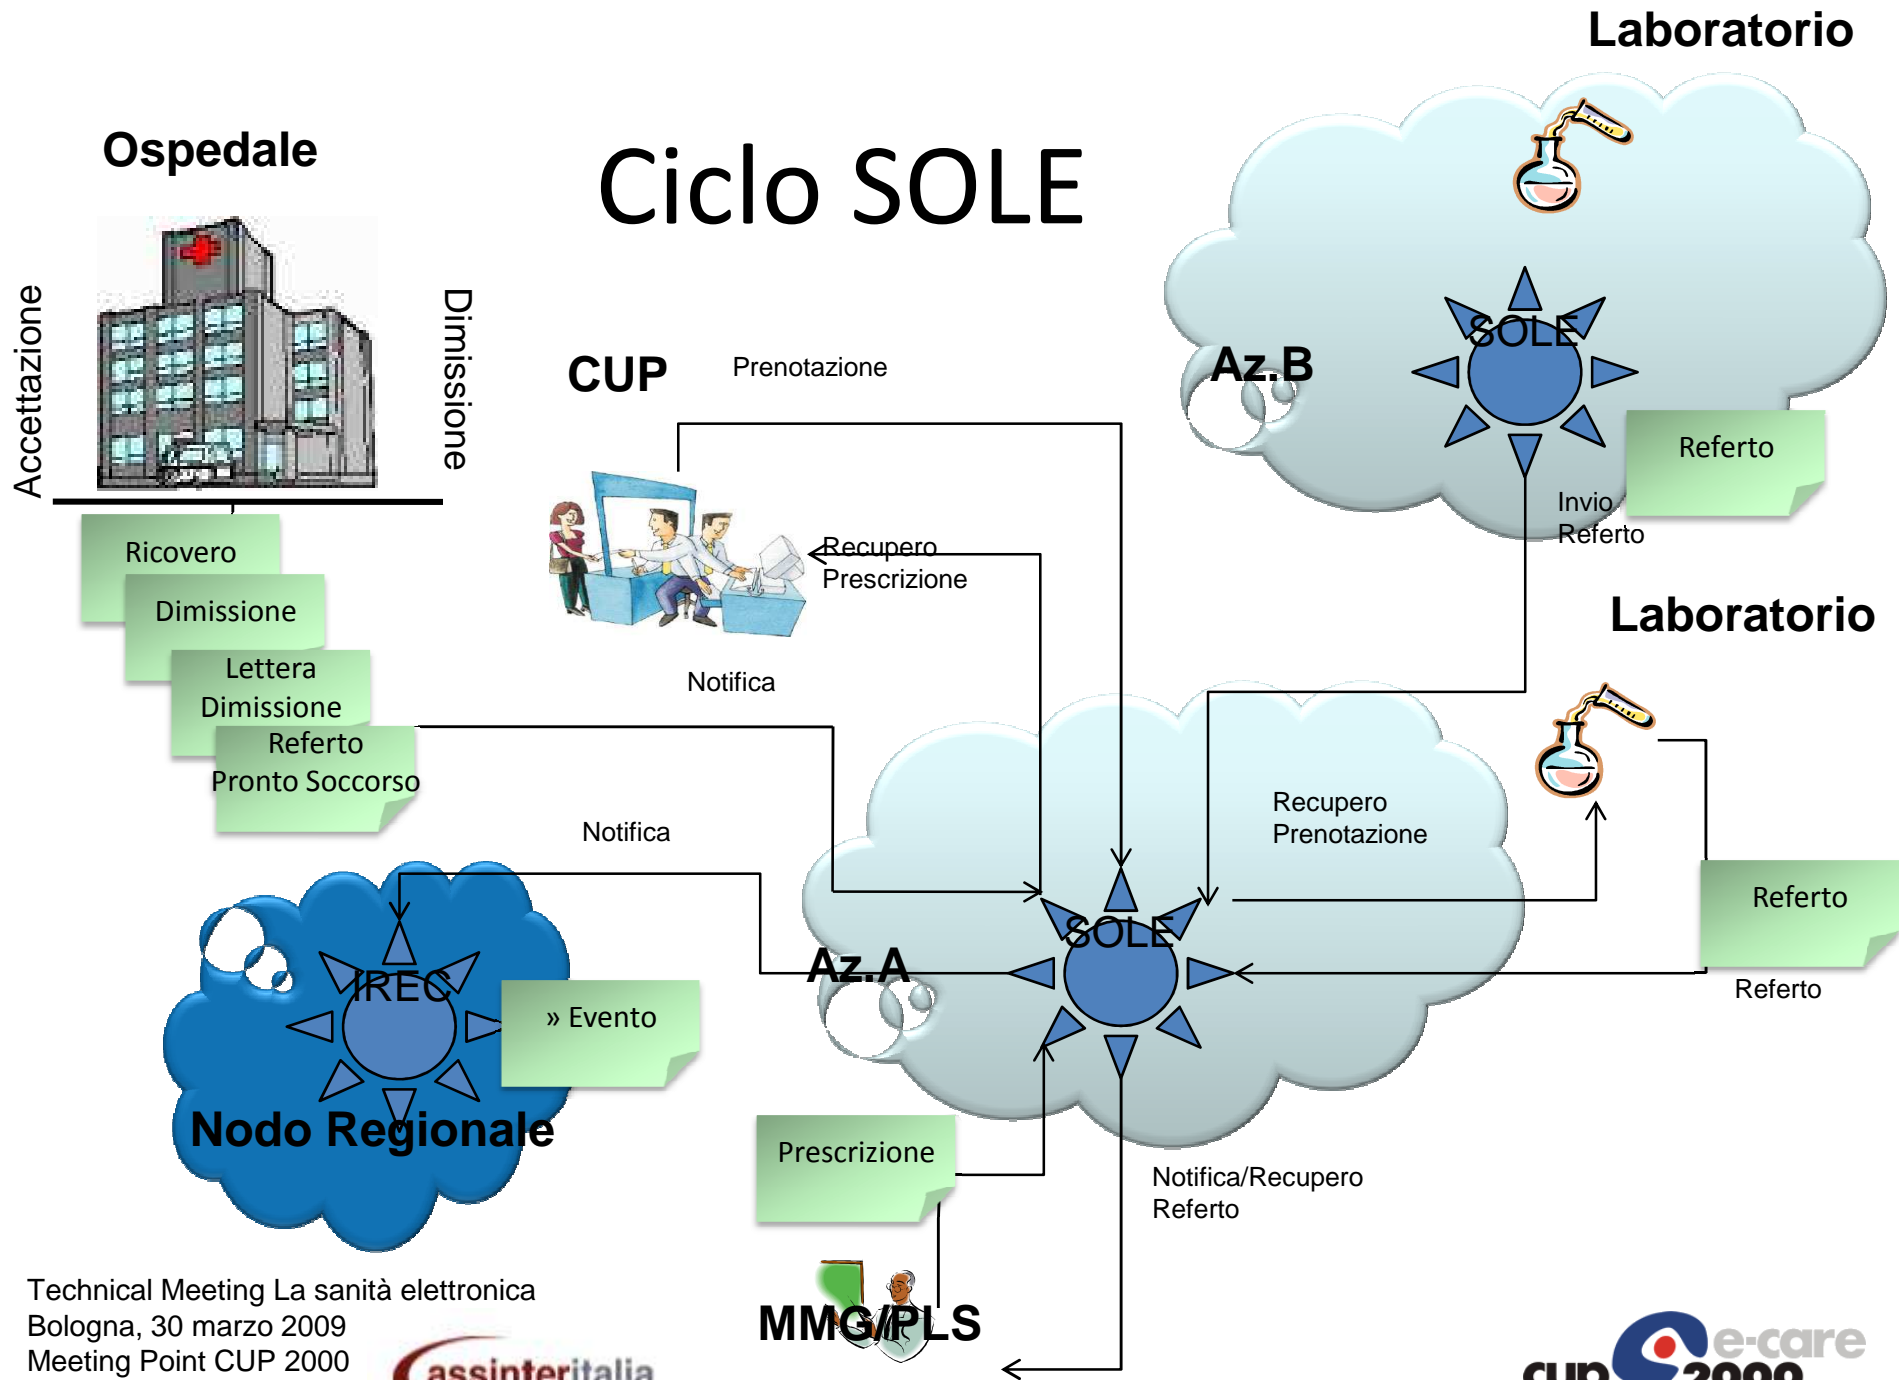 Laboratorio
Ospedale
Ciclo SOLE
Accettazione
Dimissione
CUP
Prenotazione
SOLE
Az.B
Referto
Invio
Referto
Ricovero
Dimissione
Lettera
Dimissione
Referto
Pronto Soccorso
Recupero
Prescrizione
Laboratorio
Notifica
Notifica
Recupero
Prenotazione
Referto
SOLE
Az.A
Referto
IREC
» Evento
Nodo Regionale
Prescrizione
Notifica/Recupero
Referto
MMG/PLS
Technical Meeting La sanità elettronica
Bologna, 30 marzo 2009
Meeting Point CUP 2000
assinteritalia
e-care
cup 2000